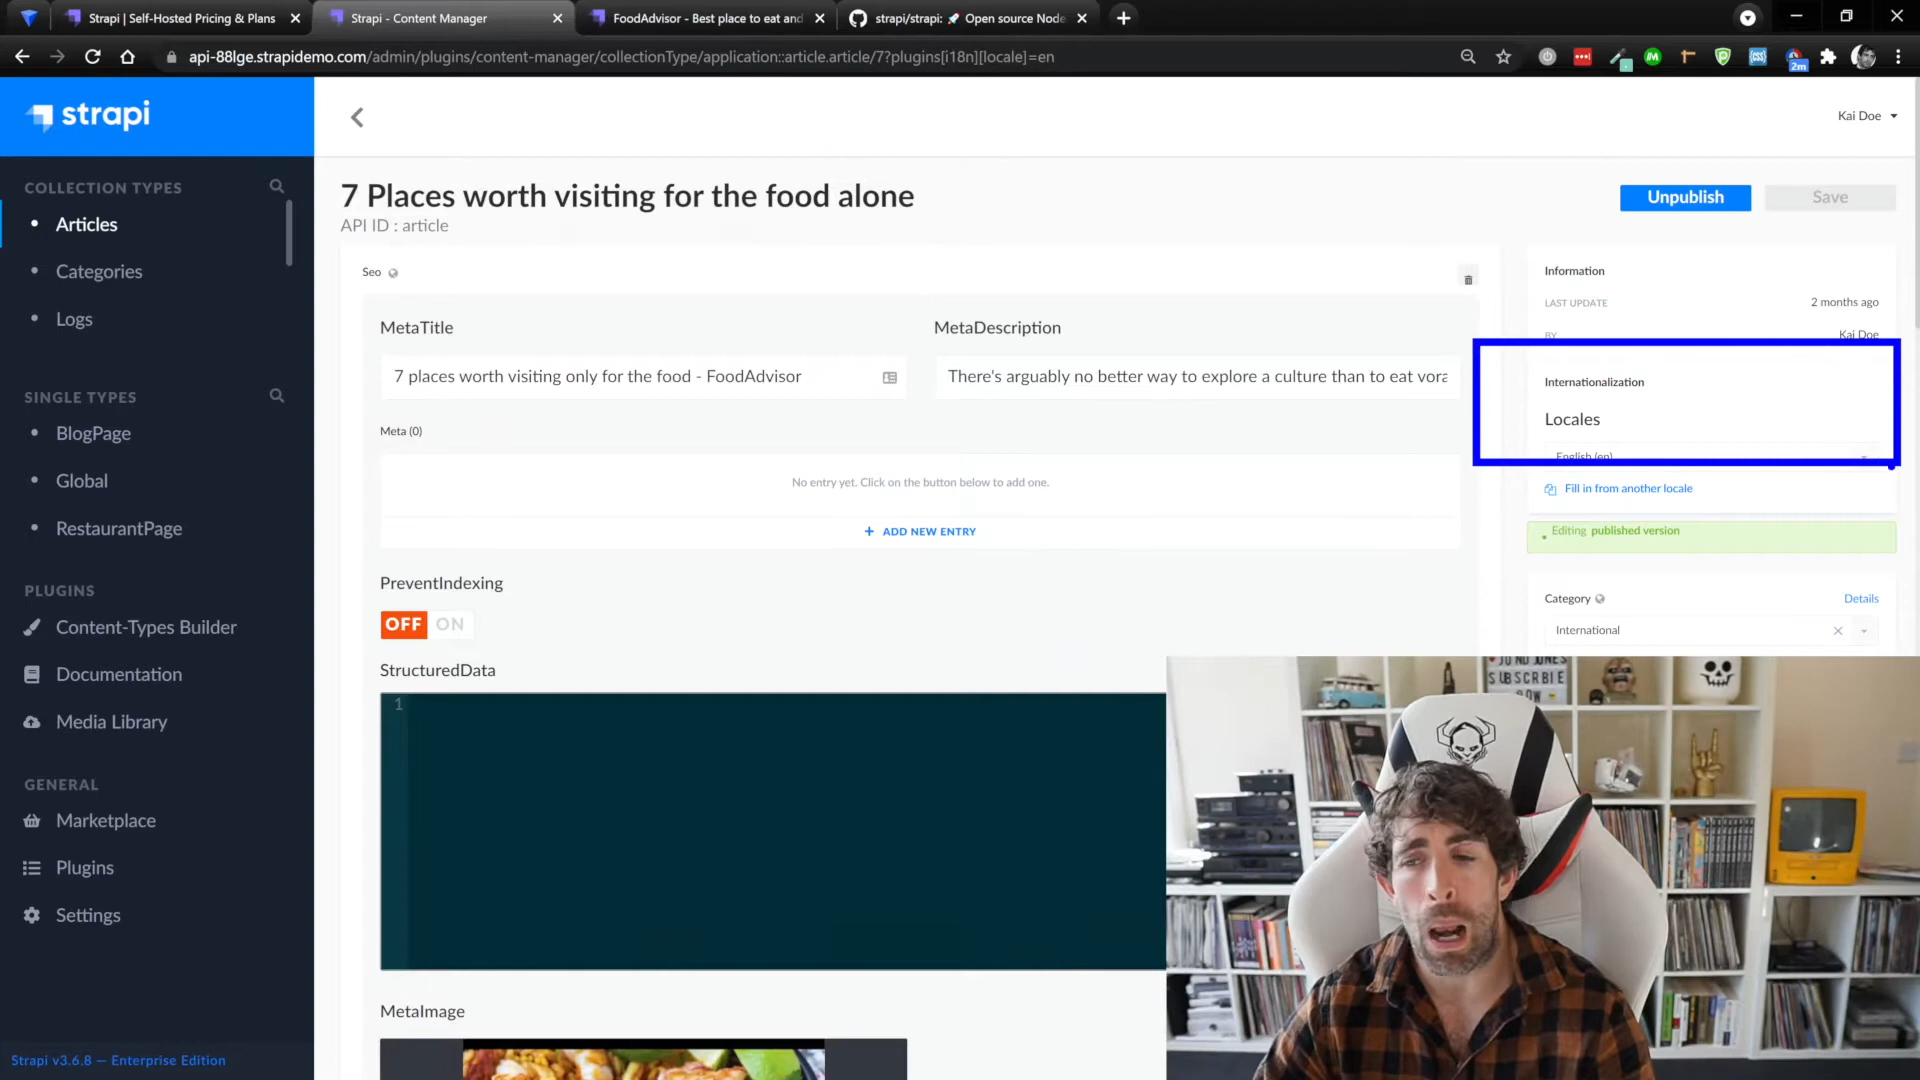 Strapi | Self-Hosted Pricing & Plans
Strapi - Content Manager
FoodAdvisor - Best place to eat and
strapi/strapi: 🚀 Open source Node
api-88lge.strapidemo.com/admin/plugins/content-manager/collectionType/application::article.article/7?plugins[i18n][locale]=en
2m
strapi
Kai Doe
COLLECTION TYPES
Articles
Categories
Logs
SINGLE TYPES
BlogPage
Global
RestaurantPage
PLUGINS
Content-Types Builder
Documentation
Media Library
GENERAL
Marketplace
Plugins
Settings
Strapi v3.6.8 — Enterprise Edition
7 Places worth visiting for the food alone
API ID : article
Unpublish
Save
Seo
MetaTitle
MetaDescription
7 places worth visiting only for the food - FoodAdvisor
There's arguably no better way to explore a culture than to eat vora
Meta (0)
No entry yet. Click on the button below to add one.
+ ADD NEW ENTRY
PreventIndexing
OFF ON
StructuredData
1
MetaImage
Information
LAST UPDATE
2 months ago
BY
Kai Doe
Internationalization
Locales
English (en)
Fill in from another locale
Editing published version
Category
Details
International
SUBSCRBIE